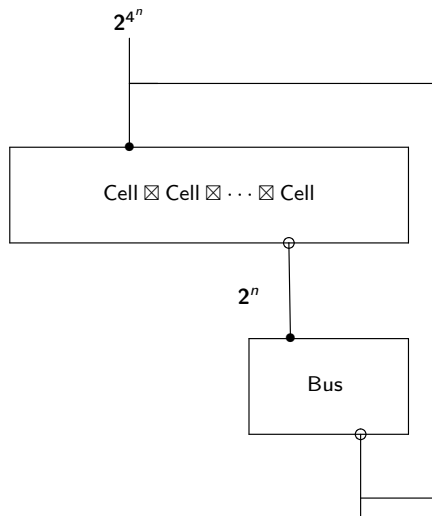 2^{4^n}
Cell ⊠ Cell ⊠ ··· ⊠ Cell
2^n
Bus